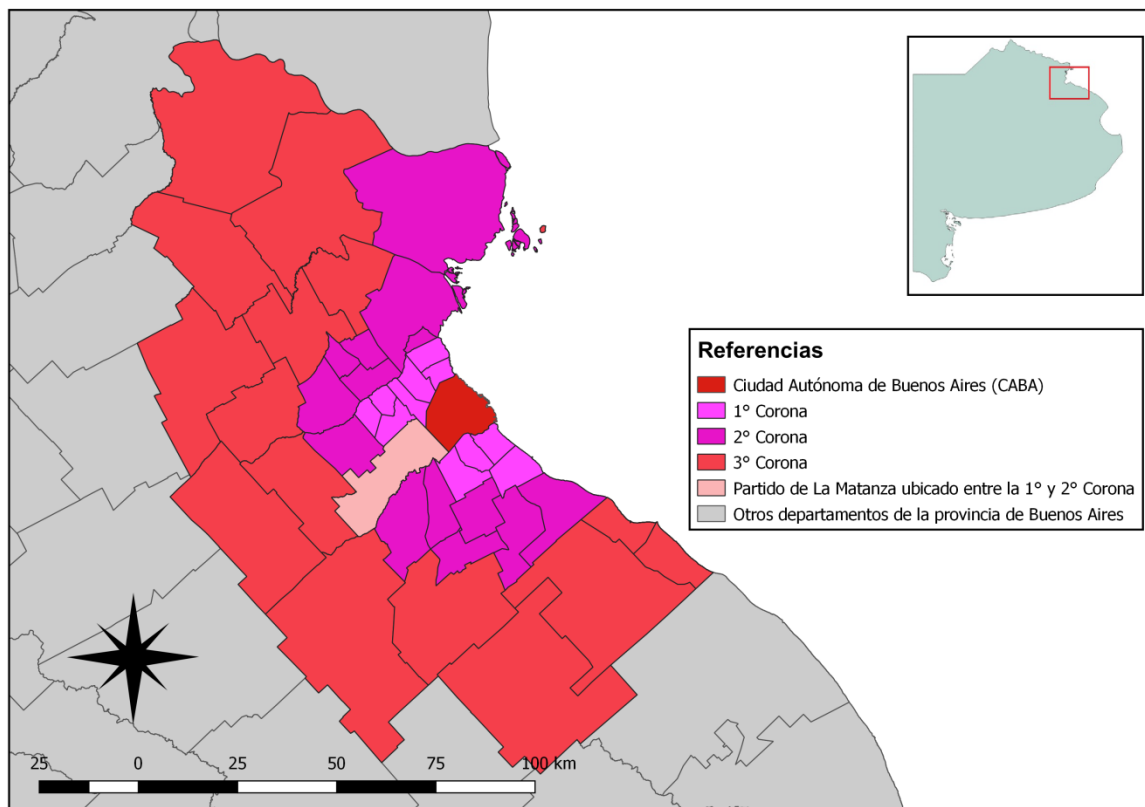 Referencias
Ciudad Autónoma de Buenos Aires (CABA)
1° Corona
2° Corona
3° Corona
Partido de La Matanza ubicado entre la 1° y 2° Corona
Otros departamentos de la provincia de Buenos Aires
25 0 25 50 75 100 km